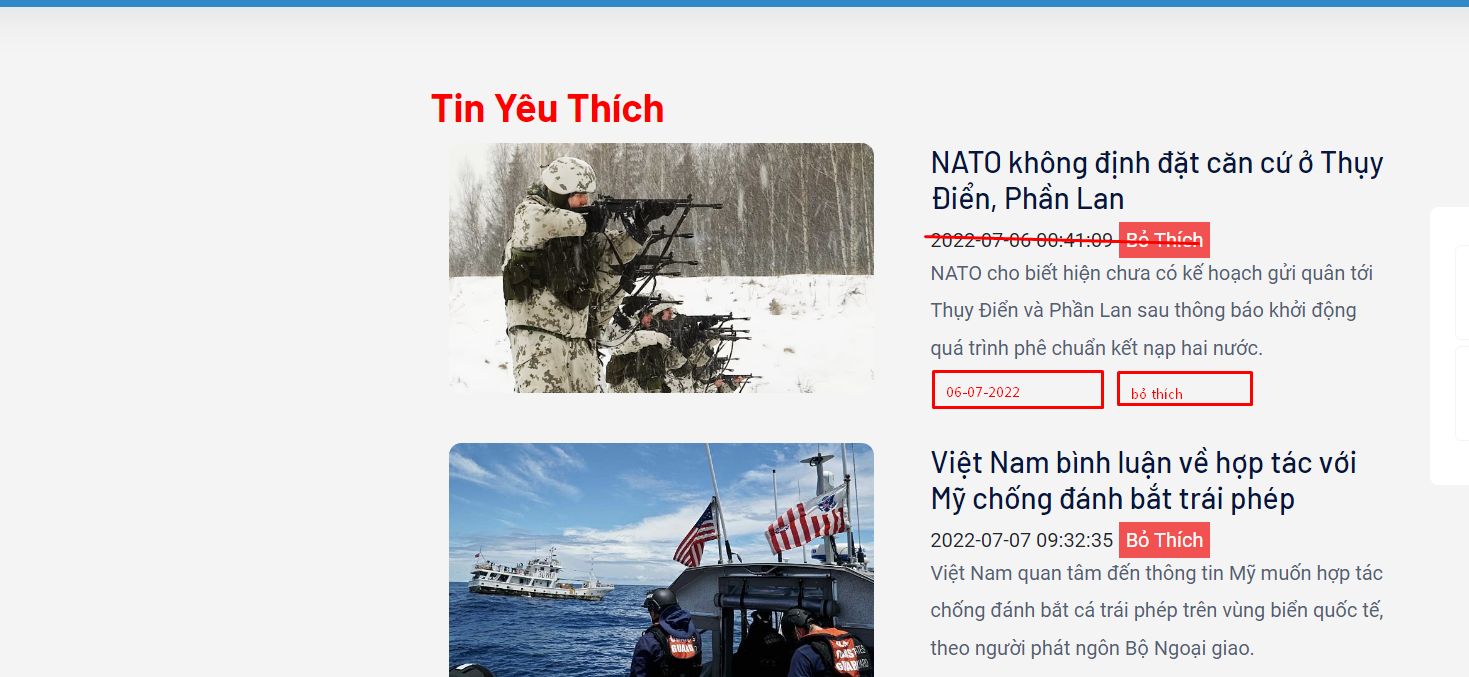 Tin Yêu Thích
NATO không định đặt căn cứ ở Thụy
Điển, Phần Lan
2022-07-06 00:41:09 Bỏ Thích
NATO cho biết hiện chưa có kế hoạch gửi quân tới
Thụy Điển và Phần Lan sau thông báo khởi động
quá trình phê chuẩn kết nạp hai nước.
06-07-2022 bỏ thích
Việt Nam bình luận về hợp tác với
Mỹ chống đánh bắt trái phép
2022-07-07 09:32:35 Bỏ Thích
Việt Nam quan tâm đến thông tin Mỹ muốn hợp tác
chống đánh bắt cá trái phép trên vùng biển quốc tế,
theo người phát ngôn Bộ Ngoại giao.